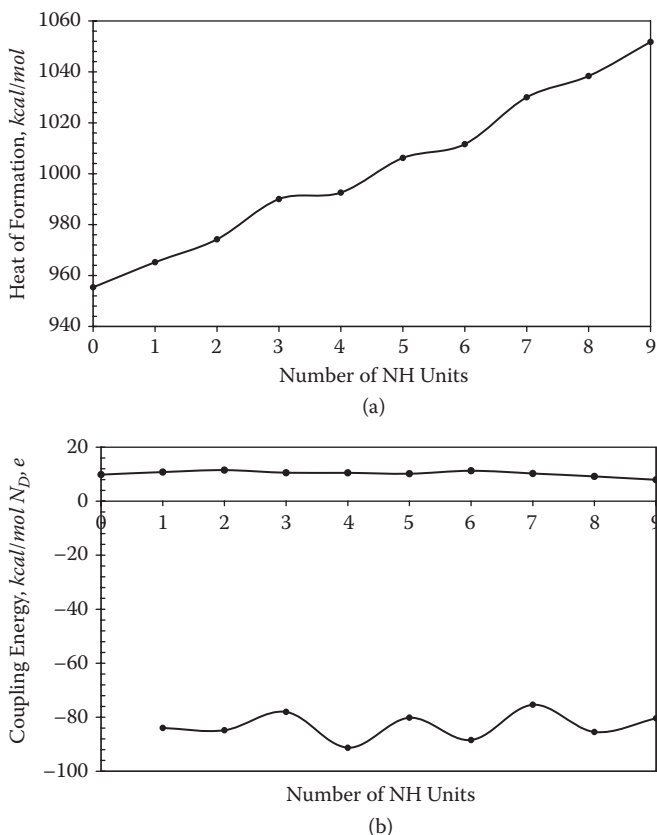 1060
1040
1020
1000
980
960
940
Heat of Formation, kcal/mol
0 1 2 3 4 5 6 7 8 9
Number of NH Units
(a)
20
0
−20
−40
−60
−80
−100
Coupling Energy, kcal/mol N_D, e
0 1 2 3 4 5 6 7 8 9
Number of NH Units
(b)